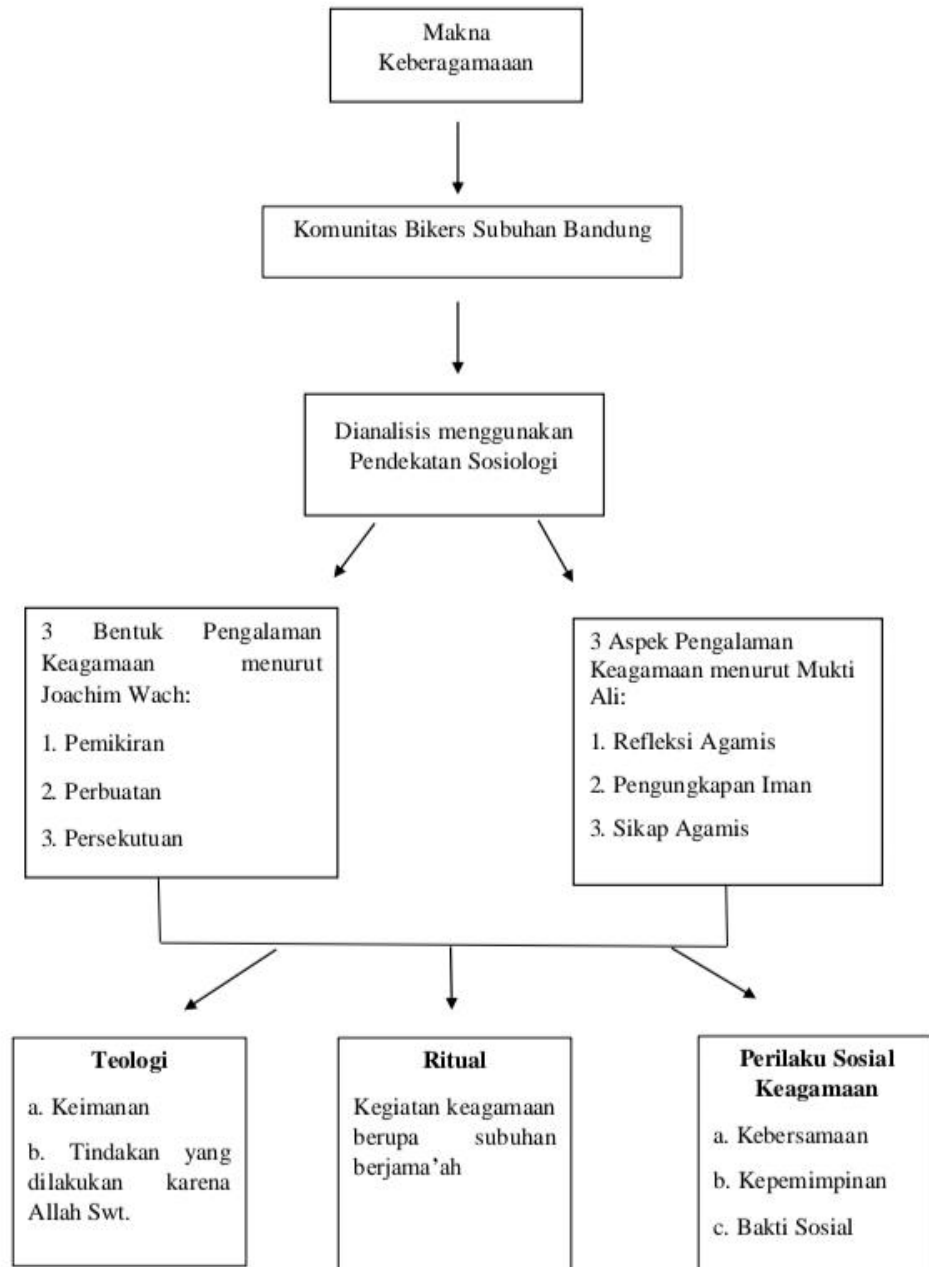 Makna
Keberagamaaan
Komunitas Bikers Subuhan Bandung
Dianalisis menggunakan
Pendekatan Sosiologi
3 Bentuk Pengalaman
Keagamaan menurut
Joachim Wach:
1. Pemikiran
2. Perbuatan
3. Persekutuan
3 Aspek Pengalaman
Keagamaan menurut Mukti
Ali:
1. Refleksi Agamis
2. Pengungkapan Iman
3. Sikap Agamis
Teologi
a. Keimanan
b. Tindakan yang
dilakukan karena
Allah Swt.
Ritual
Kegiatan keagamaan
berupa subuhan
berjama’ah
Perilaku Sosial
Keagamaan
a. Kebersamaan
b. Kepemimpinan
c. Bakti Sosial